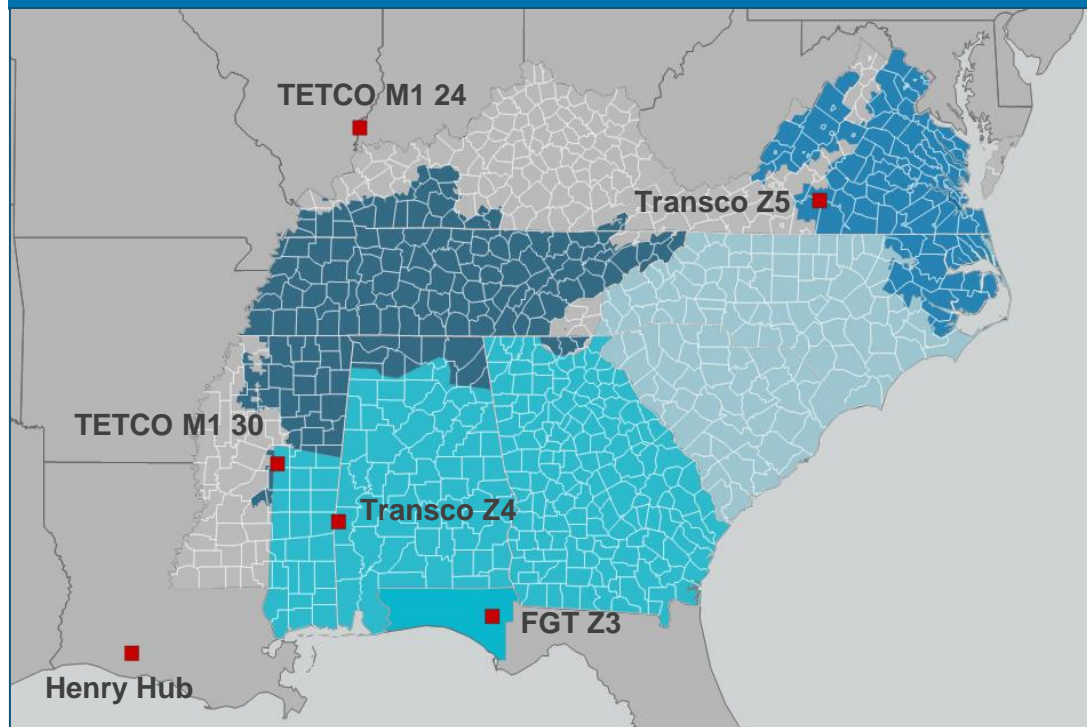 TETCO M1 24
Transco Z5
TETCO M1 30
Transco Z4
FGT Z3
Henry Hub